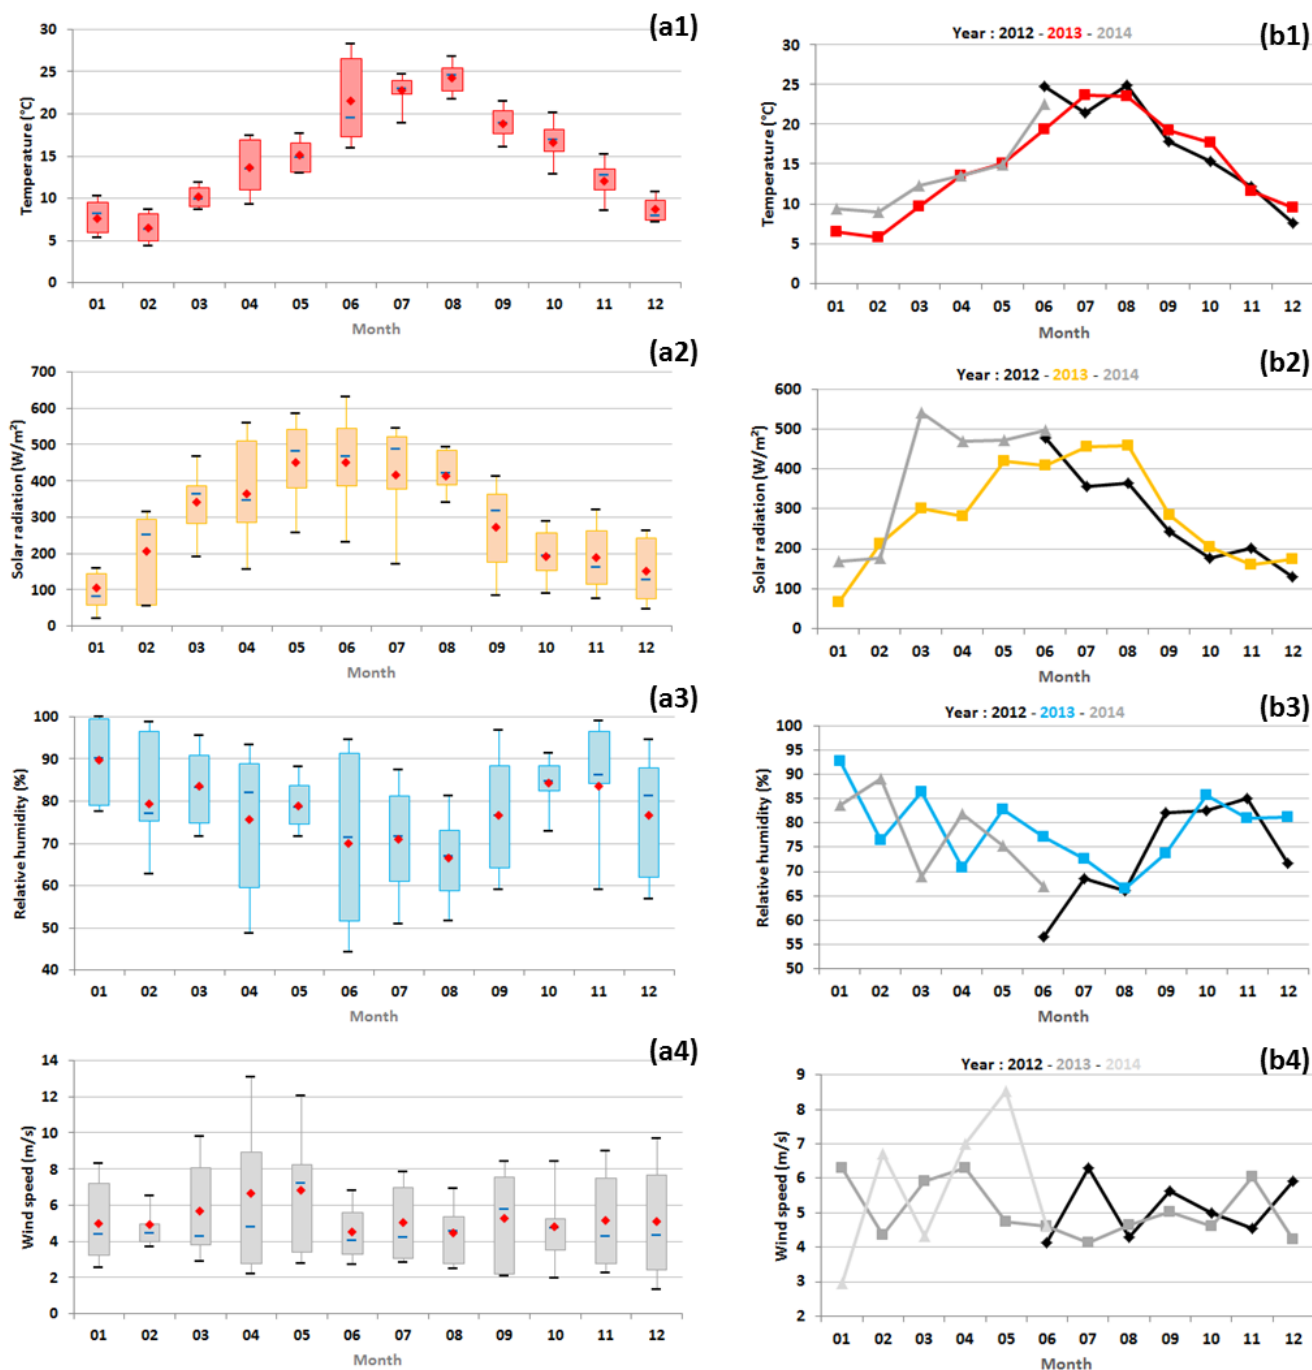 (a1)
30
25
20
15
10
5
0
Temperature (°C)
01 02 03 04 05 06 07 08 09 10 11 12
Month
(b1)
Year : 2012 - 2013 - 2014
30
25
20
15
10
5
0
Temperature (°C)
01 02 03 04 05 06 07 08 09 10 11 12
Month
(a2)
700
600
500
400
300
200
100
0
Solar radiation (W/m²)
01 02 03 04 05 06 07 08 09 10 11 12
Month
(b2)
Year : 2012 - 2013 - 2014
600
500
400
300
200
100
0
Solar radiation (W/m²)
01 02 03 04 05 06 07 08 09 10 11 12
Month
(a3)
100
90
80
70
60
50
40
Relative humidity (%)
01 02 03 04 05 06 07 08 09 10 11 12
Month
(b3)
Year : 2012 - 2013 - 2014
100
95
90
85
80
75
70
65
60
55
50
Relative humidity (%)
01 02 03 04 05 06 07 08 09 10 11 12
Month
(a4)
14
12
10
8
6
4
2
0
Wind speed (m/s)
01 02 03 04 05 06 07 08 09 10 11 12
Month
(b4)
Year : 2012 - 2013 - 2014
9
8
7
6
5
4
3
2
Wind speed (m/s)
01 02 03 04 05 06 07 08 09 10 11 12
Month